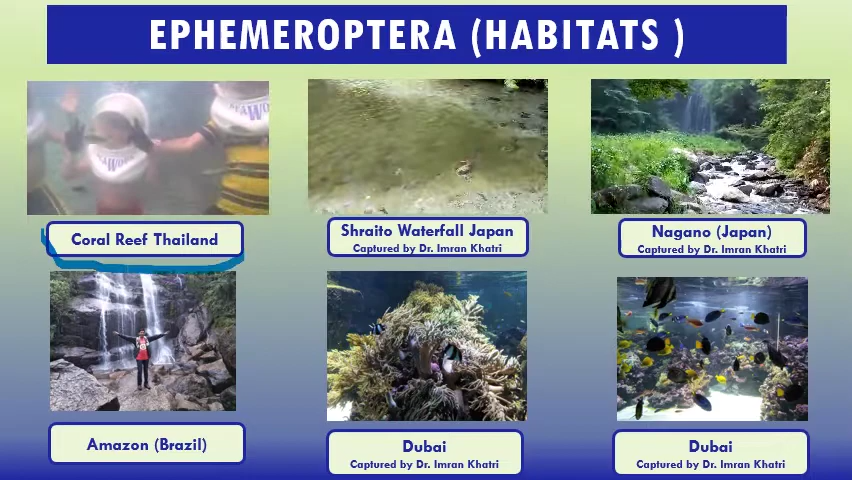 EPHEMEROPTERA (HABITATS )
Coral Reef Thailand
Shraito Waterfall Japan
Captured by Dr. Imran Khatri
Nagano (Japan)
Captured by Dr. Imran Khatri
Amazon (Brazil)
Dubai
Captured by Dr. Imran Khatri
Dubai
Captured by Dr. Imran Khatri